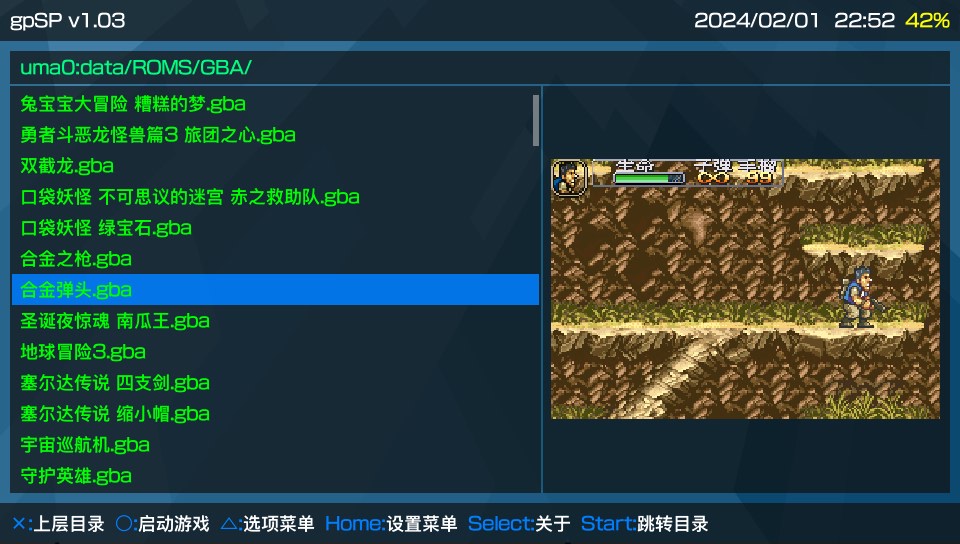 gpSP v1.03
2024/02/01 22:52 42%
uma0:data/ROMS/GBA/
兔宝宝大冒险 糟糕的梦.gba
勇者斗恶龙怪兽篇3 旅团之心.gba
双截龙.gba
口袋妖怪 不可思议的迷宫 赤之救助队.gba
口袋妖怪 绿宝石.gba
合金之枪.gba
合金弹头.gba
圣诞夜惊魂 南瓜王.gba
地球冒险3.gba
塞尔达传说 四支剑.gba
塞尔达传说 缩小帽.gba
宇宙巡航机.gba
守护英雄.gba
生命 子弹 手榴
∞ 99
×:上层目录 ○:启动游戏 △:选项菜单 Home:设置菜单 Select:关于 Start:跳转目录